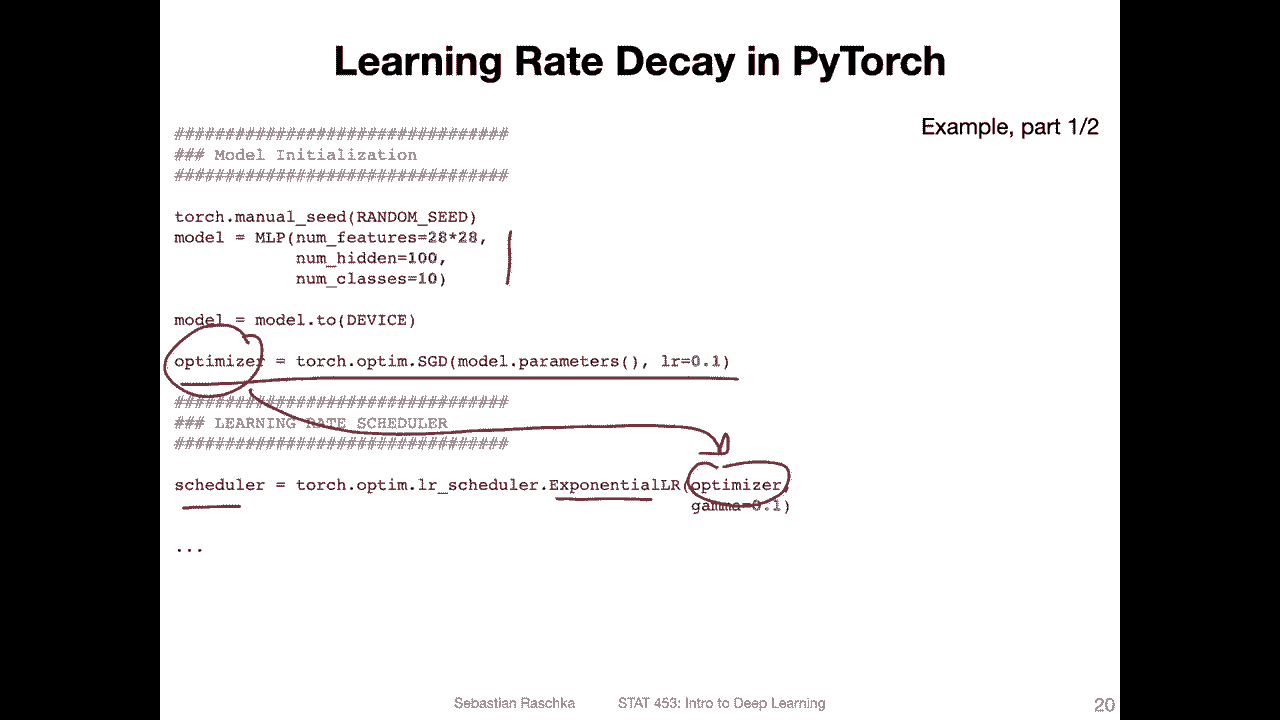 Learning Rate Decay in PyTorch
Example, part 1/2
#################################
### Model Initialization
#################################
torch.manual_seed(RANDOM_SEED)
model = MLP(num_features=28*28,
num_hidden=100,
num_classes=10)
model = model.to(DEVICE)
optimizer = torch.optim.SGD(model.parameters(), lr=0.1)
#################################
### LEARNING RATE SCHEDULER
#################################
scheduler = torch.optim.lr_scheduler.ExponentialLR(optimizer,
gamma=0.1)
...
Sebastian Raschka STAT 453: Intro to Deep Learning 20